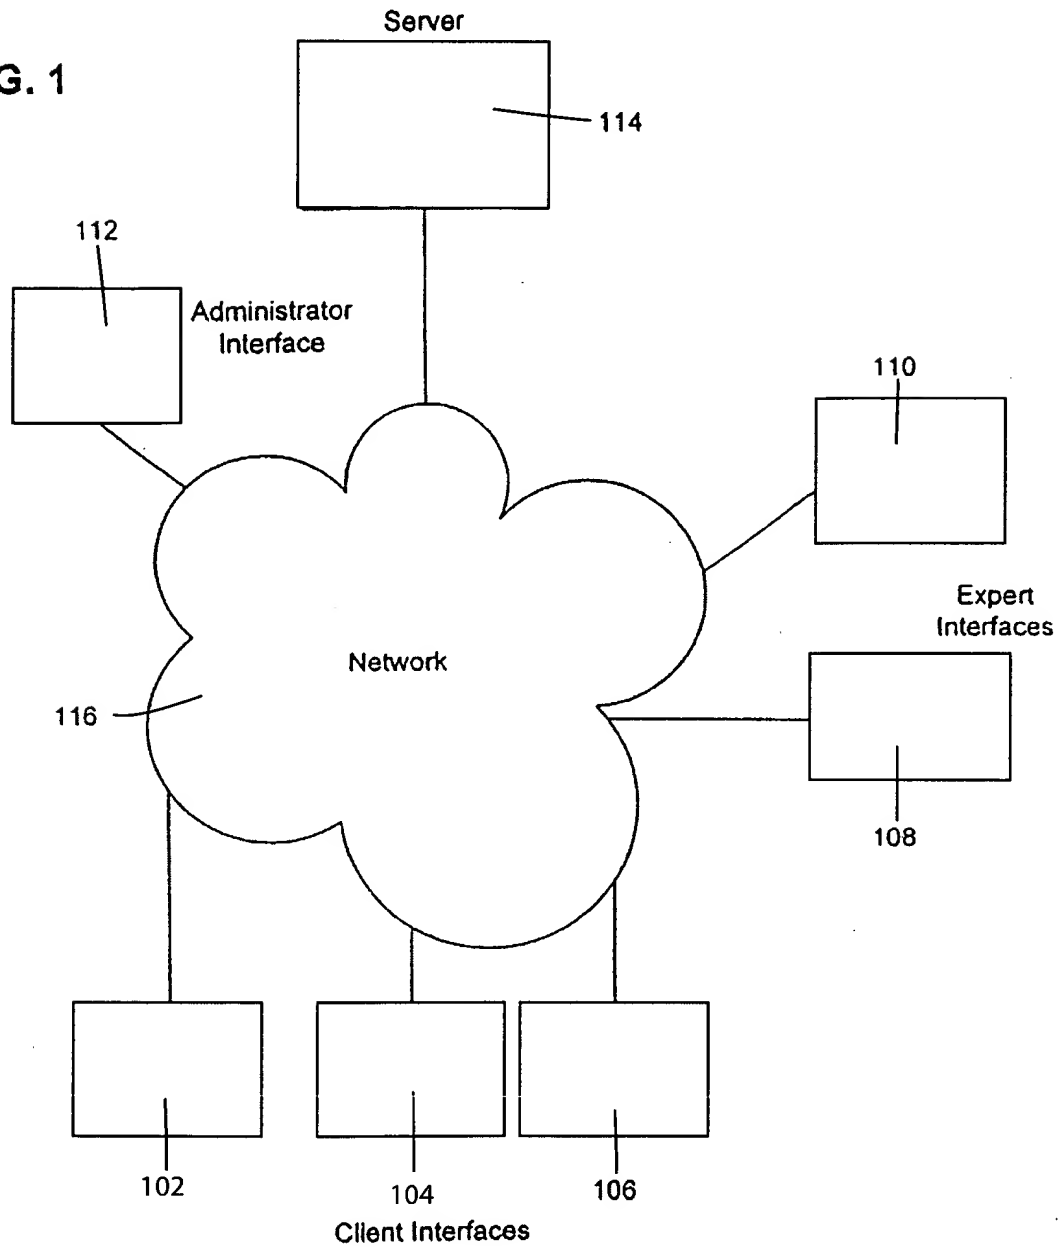 Server
G. 1
114
112
Administrator
Interface
110
Expert
Interfaces
Network
116
108
102
104
106
Client Interfaces